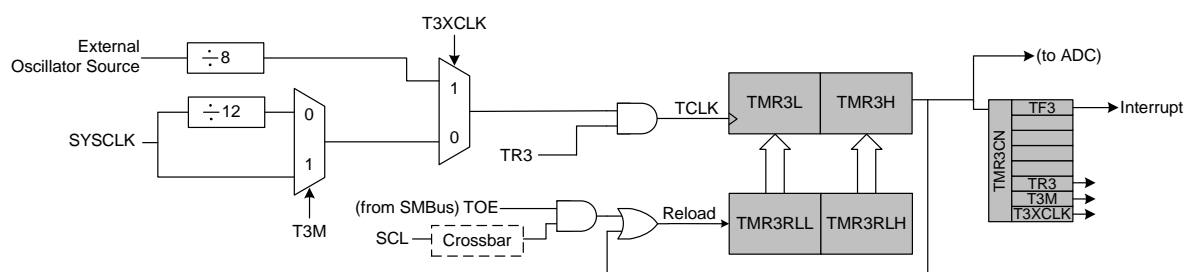 T3XCLK
External
Oscillator Source
÷8
1
0
SYSCLK
÷12
0
1
T3M
TR3
TCLK
TMR3L
TMR3H
(to ADC)
TMR3CN
TF3
Interrupt
TR3
T3M
T3XCLK
(from SMBus) TOE
SCL
Crossbar
Reload
TMR3RLL
TMR3RLH